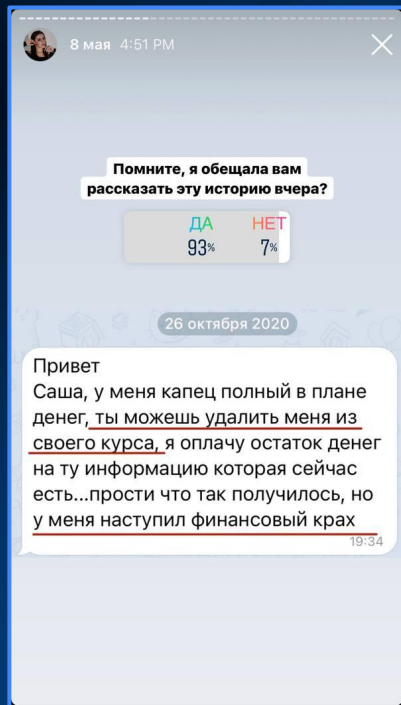 8 мая 4:51 PM
Помните, я обещала вам
рассказать эту историю вчера?
ДА НЕТ
93% 7%
26 октября 2020
Привет
Саша, у меня капец полный в плане
денег, ты можешь удалить меня из
своего курса, я оплачу остаток денег
на ту информацию которая сейчас
есть...прости что так получилось, но
у меня наступил финансовый крах
19:34